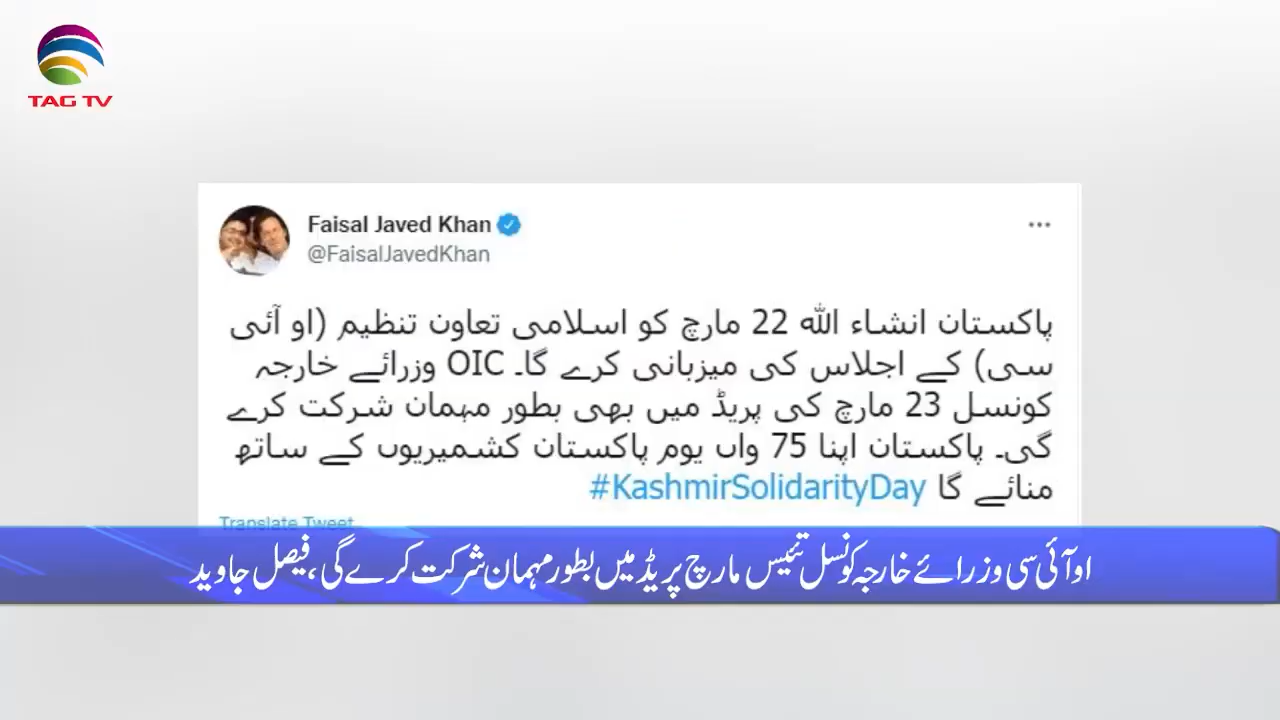 TAG TV
Faisal Javed Khan
@FaisalJavedKhan
پاکستان انشاء اللہ 22 مارچ کو اسلامی تعاون تنظیم (او آئی
سی) کے اجلاس کی میزبانی کرے گا۔ OIC وزرائے خارجہ
کونسل 23 مارچ کی پریڈ میں بھی بطور مہمان شرکت کرے
گی۔ پاکستان اپنا 75 واں یوم پاکستان کشمیریوں کے ساتھ
منائے گا #KashmirSolidarityDay
Translate Tweet
او آئی سی وزرائے خارجہ کونسل تئیس مارچ پریڈ میں بطور مہمان شرکت کرے گی، فیصل جاوید